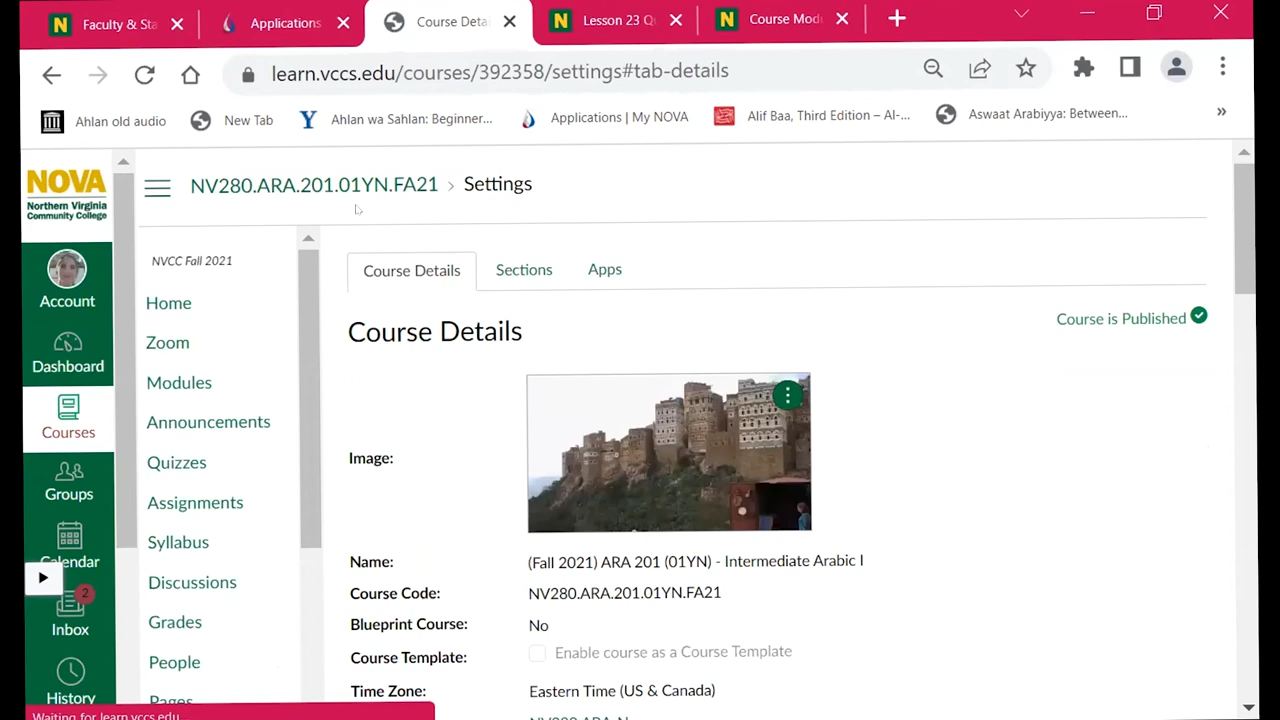 Faculty & Sta
Applications
Course Deta
Lesson 23 Q
Course Mod
learn.vccs.edu/courses/392358/settings#tab-details
Ahlan old audio
New Tab
Ahlan wa Sahlan: Beginner...
Applications | My NOVA
Alif Baa, Third Edition – Al-...
Aswaat Arabiyya: Between...
»
NOVA
Northern Virginia
Community College
NV280.ARA.201.01YN.FA21 › Settings
Account
Dashboard
Courses
Groups
Calendar
2
Inbox
History
NVCC Fall 2021
Home
Zoom
Modules
Announcements
Quizzes
Assignments
Syllabus
Discussions
Grades
People
Pages
Course Details
Sections
Apps
Course Details
Course is Published
Image:
Name: (Fall 2021) ARA 201 (01YN) - Intermediate Arabic I
Course Code: NV280.ARA.201.01YN.FA21
Blueprint Course: No
Course Template: Enable course as a Course Template
Time Zone: Eastern Time (US & Canada)
Waiting for learn.vccs.edu